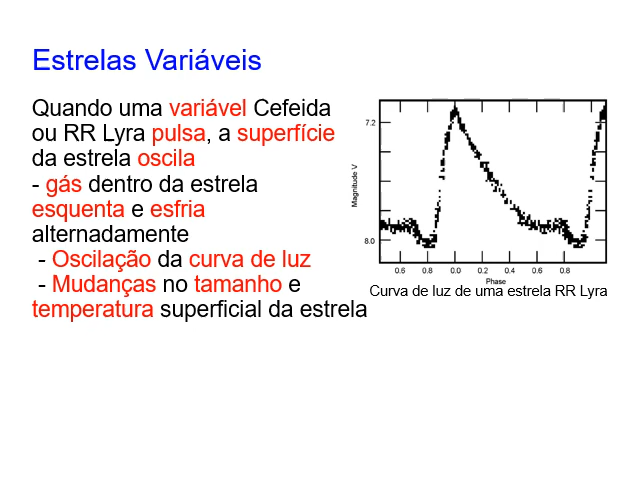 Estrelas Variáveis
Quando uma variável Cefeida
ou RR Lyra pulsa, a superfície
da estrela oscila
- gás dentro da estrela
esquenta e esfria
alternadamente
- Oscilação da curva de luz
- Mudanças no tamanho e
temperatura superficial da estrela
Magnitude V
7.2
8.0
0.6 0.8 0.0 0.2 0.4 0.6 0.8
Phase
Curva de luz de uma estrela RR Lyra